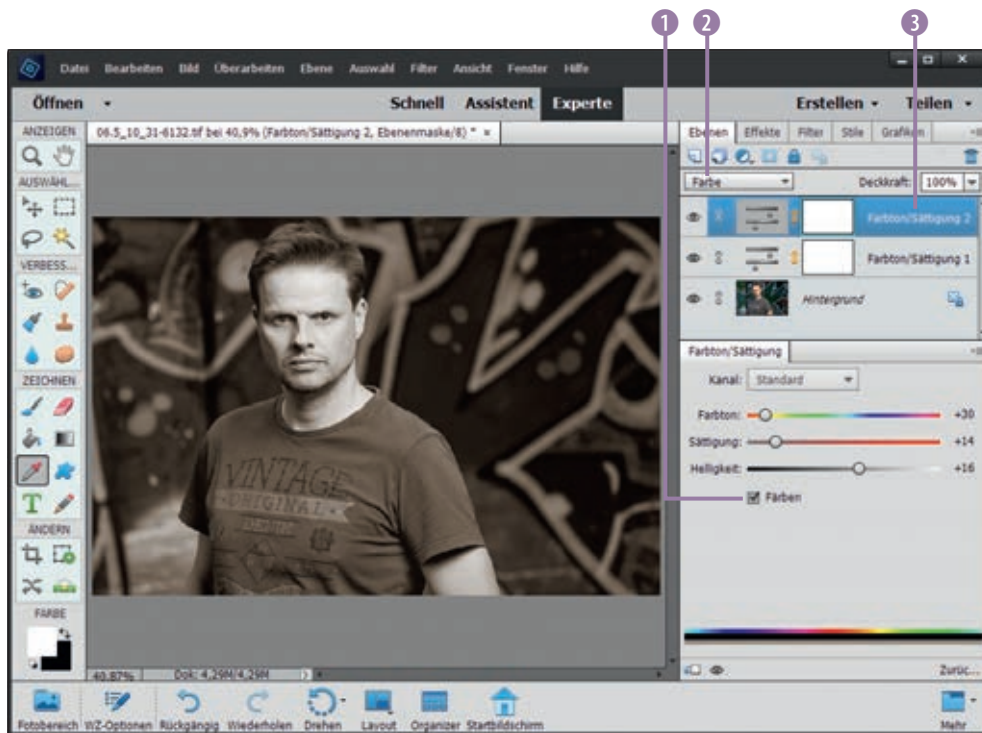 1 2 3
Datei Bearbeiten Bild Überarbeiten Ebene Auswahl Filter Ansicht Fenster Hilfe
Öffnen Schnell Assistent Experte Erstellen Teilen
ANZEIGEN
06.5_10_31-6132.tif bei 40,9% (Farbton/Sättigung 2, Ebenenmaske/8) * x
Ebenen Effekte Filter Stile Grafiken
AUSWÄHL...
Farbe Deckkraft: 100%
Farbton/Sättigung 2
VERBESS...
Farbton/Sättigung 1
Hintergrund
Farbton/Sättigung
ZEICHNEN
Kanal: Standard
Farbton: +30
Sättigung: +14
Helligkeit: +16
Färben
VINTAGE
ORIGINAL
T
ÄNDERN
FARBE
40,87% Dok: 4,29M/4,29M
Zurüc...
Fotobereich WZ-Optionen Rückgängig Wiederholen Drehen Layout Organizer Startbildschirm Mehr